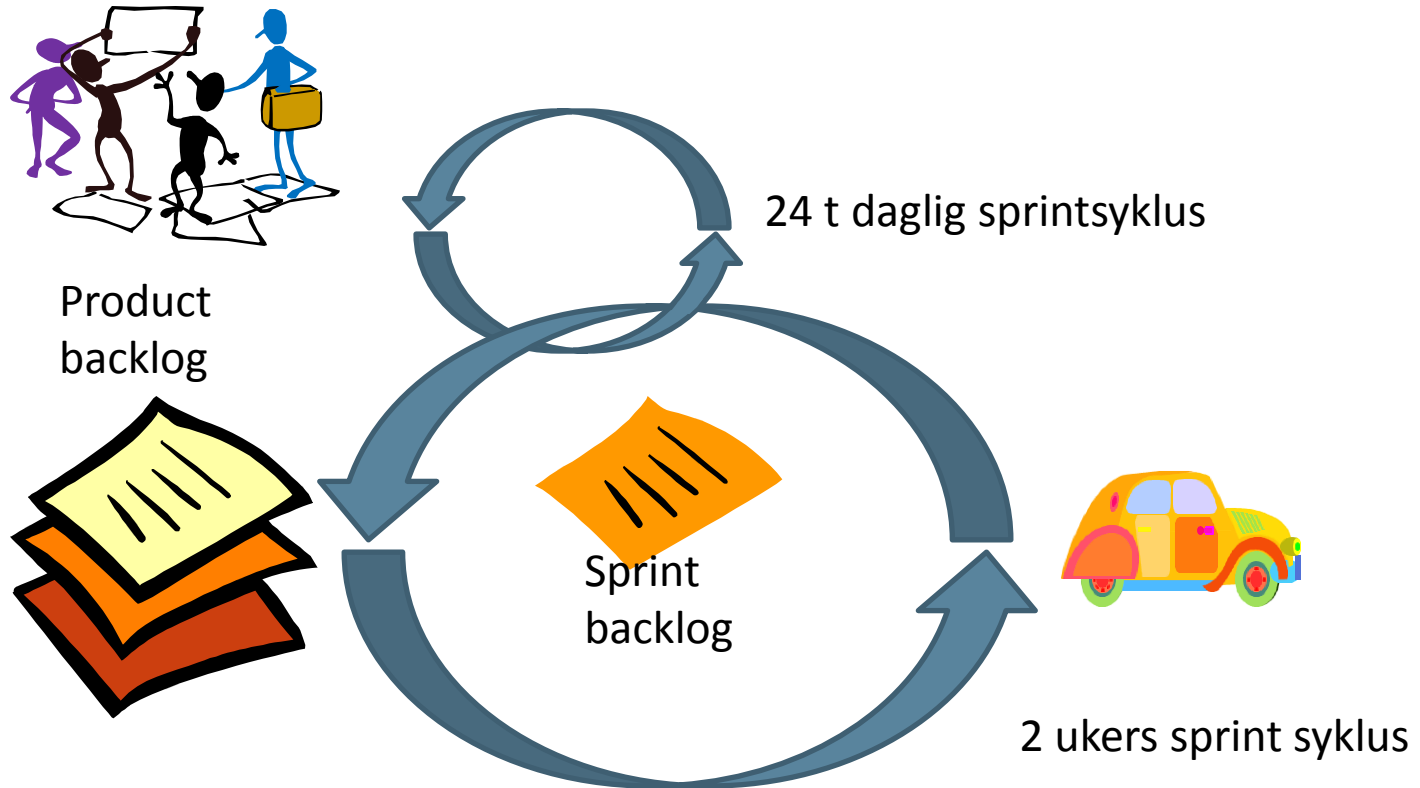 24 t daglig sprintsyklus
Product
backlog
Sprint
backlog
2 ukers sprint syklus